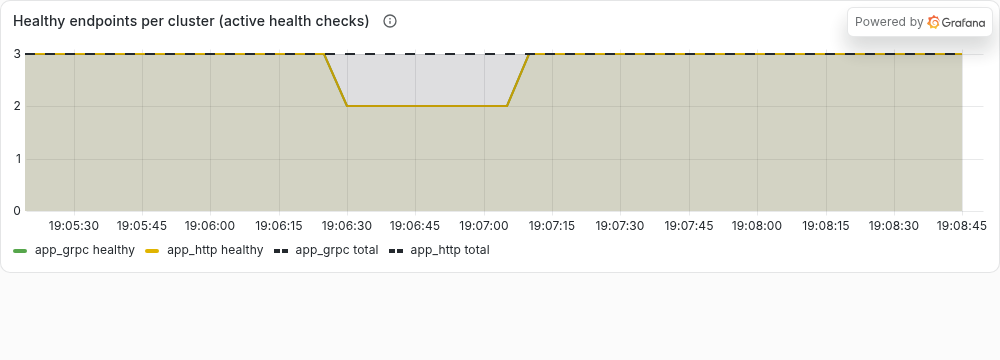 Healthy endpoints per cluster (active health checks)
Powered by Grafana
3
2
1
0
19:05:30 19:05:45 19:06:00 19:06:15 19:06:30 19:06:45 19:07:00 19:07:15 19:07:30 19:07:45 19:08:00 19:08:15 19:08:30 19:08:45
app_grpc healthy app_http healthy app_grpc total app_http total